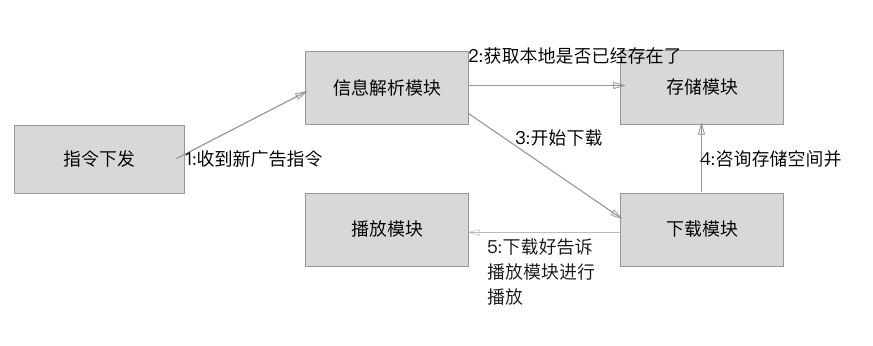 2:获取本地是否已经存在了
信息解析模块
存储模块
3:开始下载
指令下发
1:收到新广告指令
4:咨询存储空间并
播放模块
下载模块
5:下载好告诉
播放模块进行
播放